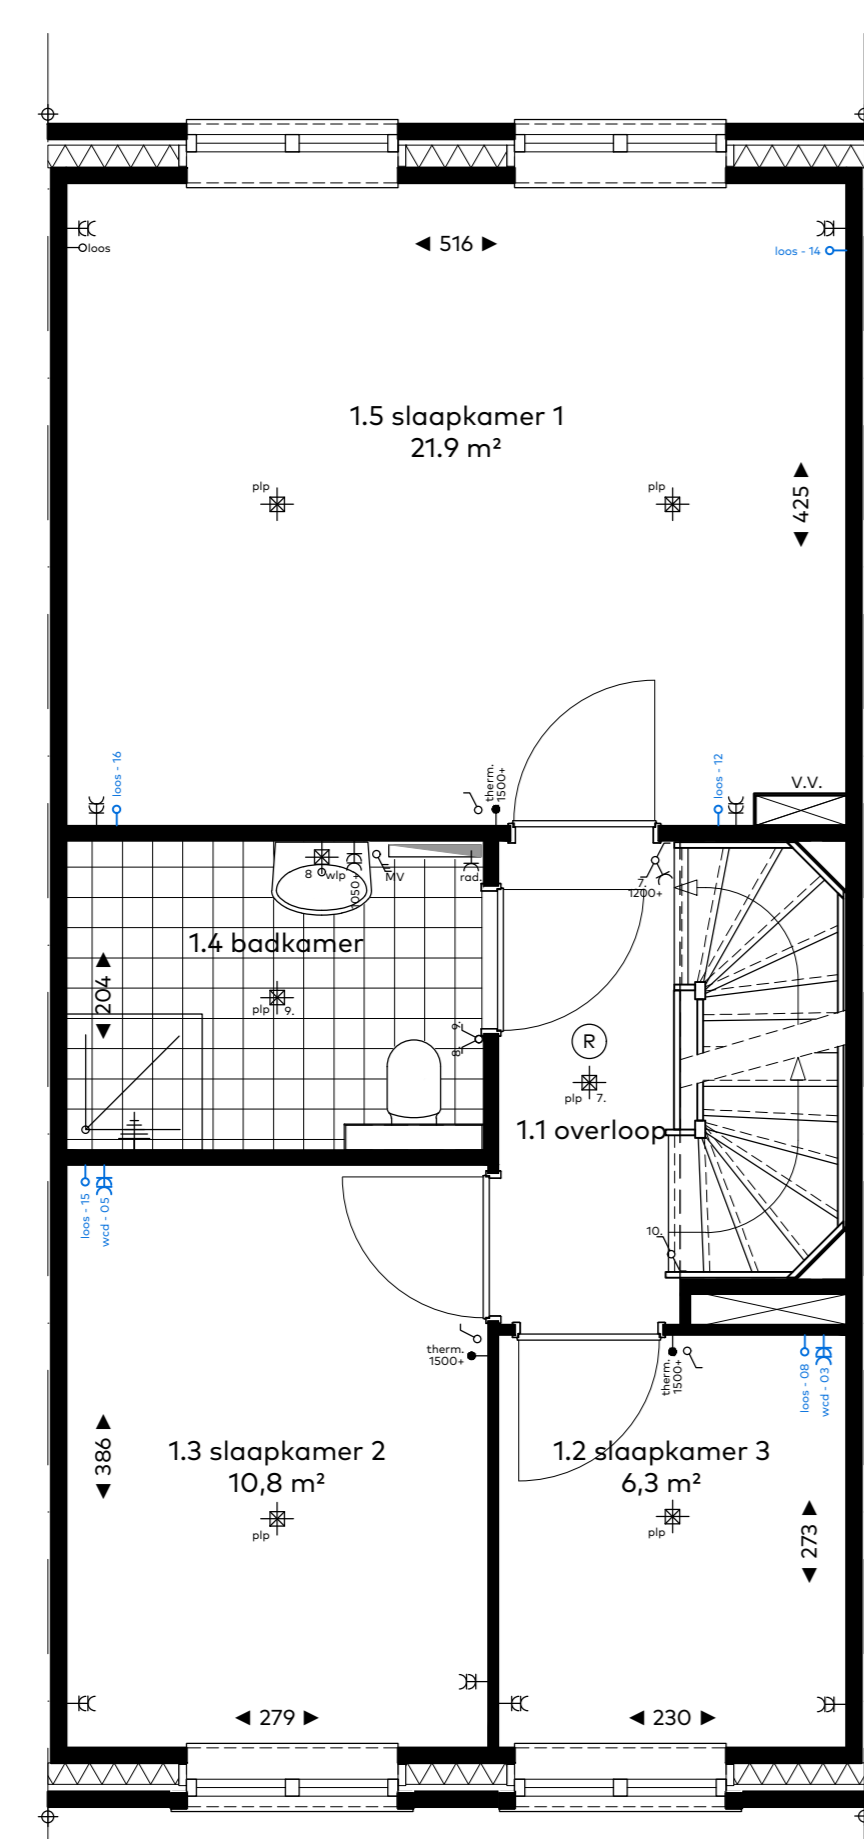 ◄ 516 ►
loos
loos - 14
1.5 slaapkamer 1
21.9 m²
plp
plp
◄ 425 ►
loos - 16
therm.
1500+
loos - 12
V.V.
8
wlp
1050+
MV
rad.
7.
1200+
1.4 badkamer
◄ 204 ►
plp
9.
9.
8.
R
plp
7.
1.1 overloop
loos - 15
wcd - 05
10.
therm.
1500+
therm.
1500+
loos - 08
wcd - 03
◄ 386 ►
1.3 slaapkamer 2
10,8 m²
plp
1.2 slaapkamer 3
6,3 m²
plp
◄ 273 ►
◄ 279 ►
◄ 230 ►